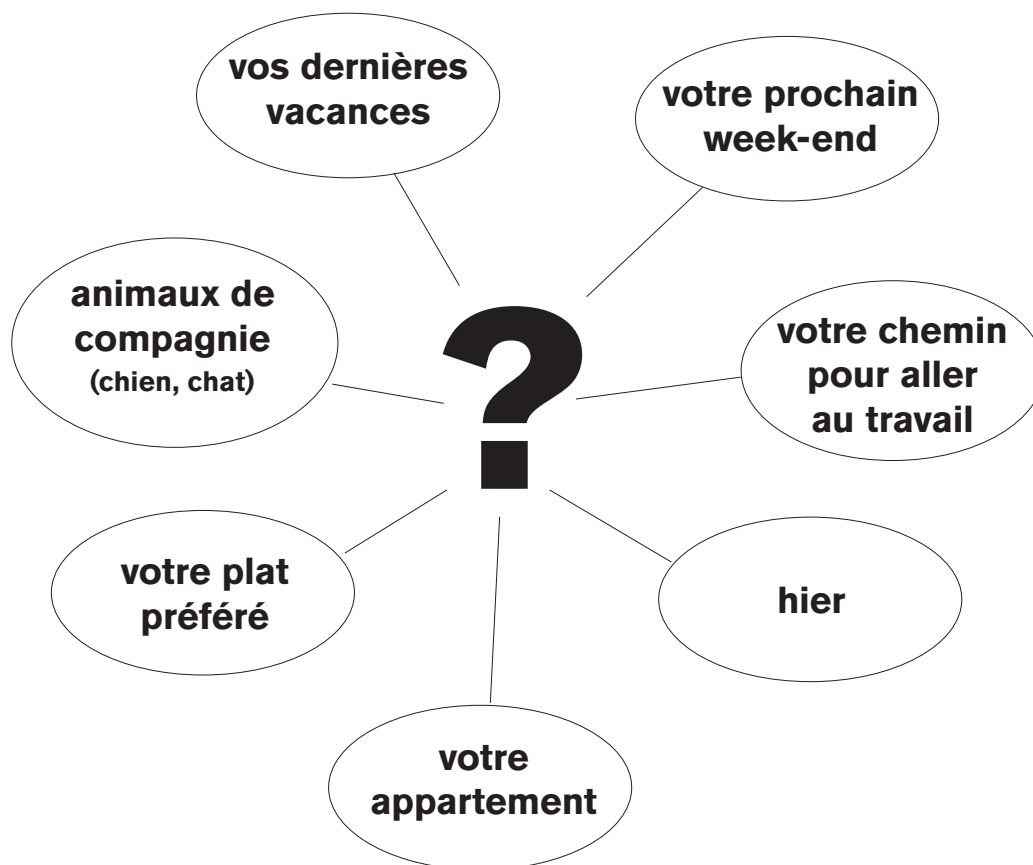 vos dernières
vacances
votre prochain
week-end
animaux de
compagnie
(chien, chat)
?
votre chemin
pour aller
au travail
votre plat
préféré
hier
votre
appartement